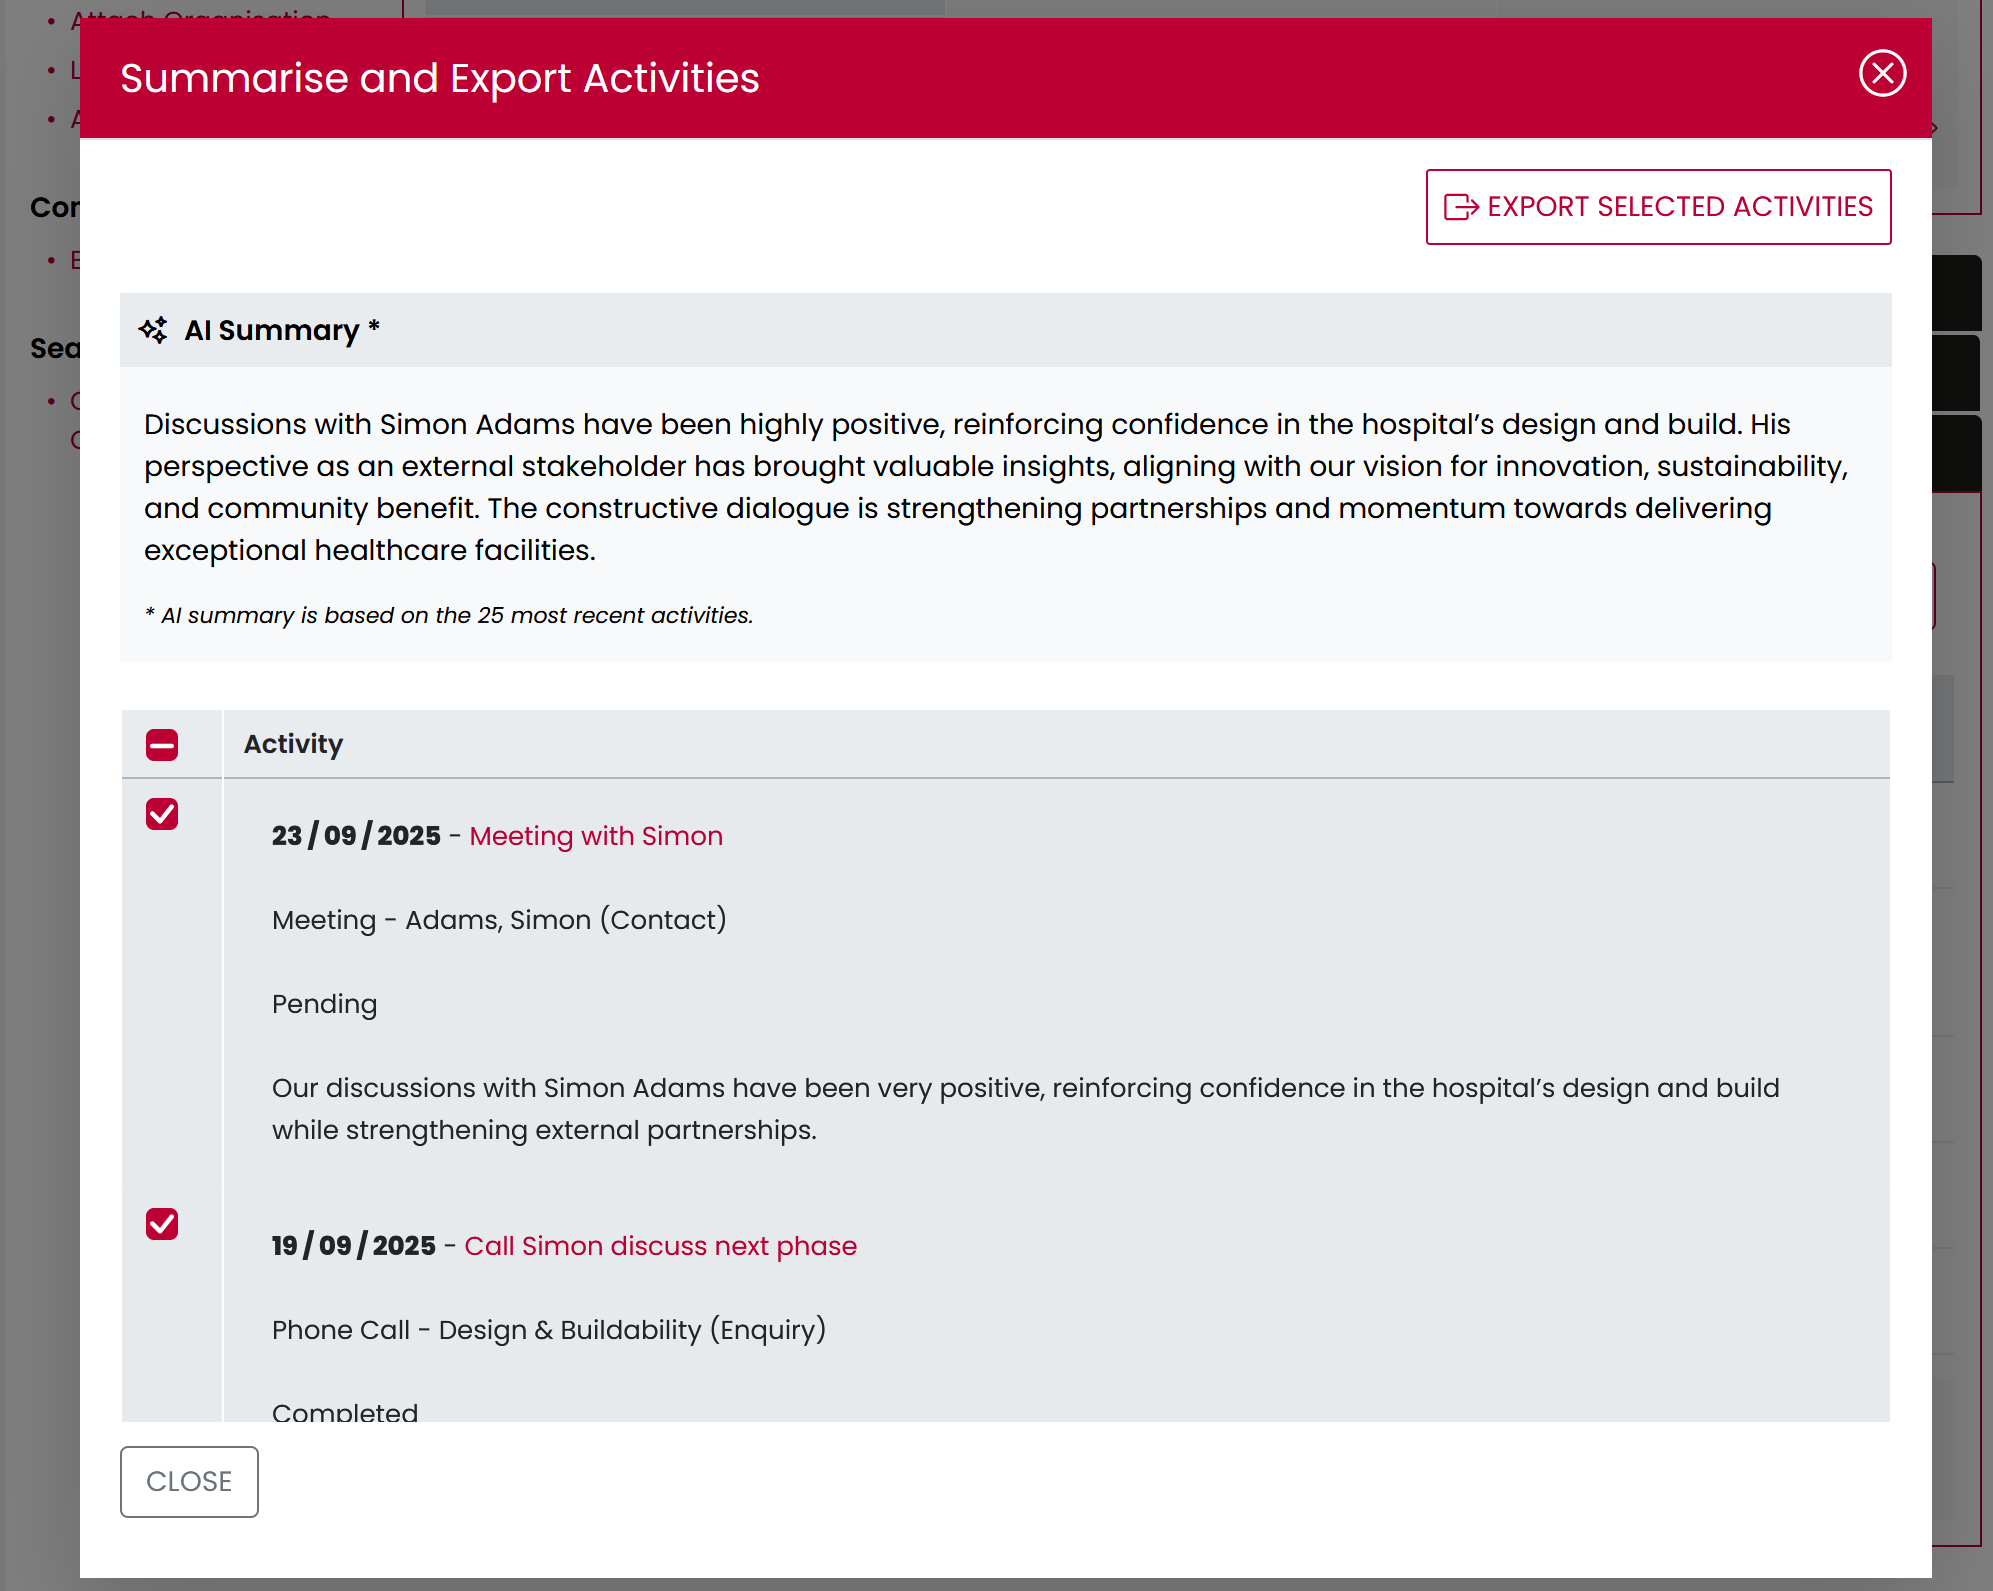 Attach Organisation
Summarise and Export Activities
EXPORT SELECTED ACTIVITIES
AI Summary *
Discussions with Simon Adams have been highly positive, reinforcing confidence in the hospital’s design and build. His
perspective as an external stakeholder has brought valuable insights, aligning with our vision for innovation, sustainability,
and community benefit. The constructive dialogue is strengthening partnerships and momentum towards delivering
exceptional healthcare facilities.
* AI summary is based on the 25 most recent activities.
Activity
23 / 09 / 2025 - Meeting with Simon
Meeting - Adams, Simon (Contact)
Pending
Our discussions with Simon Adams have been very positive, reinforcing confidence in the hospital’s design and build
while strengthening external partnerships.
19 / 09 / 2025 - Call Simon discuss next phase
Phone Call - Design & Buildability (Enquiry)
Completed
CLOSE